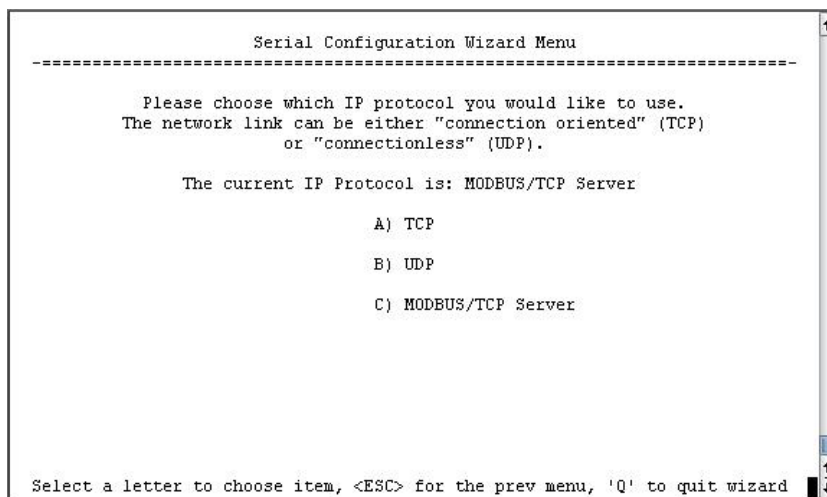 Serial Configuration Wizard Menu
-==========================================================================-
Please choose which IP protocol you would like to use.
The network link can be either "connection oriented" (TCP)
or "connectionless" (UDP).
The current IP Protocol is: MODBUS/TCP Server
A) TCP
B) UDP
C) MODBUS/TCP Server
Select a letter to choose item, <ESC> for the prev menu, 'Q' to quit wizard